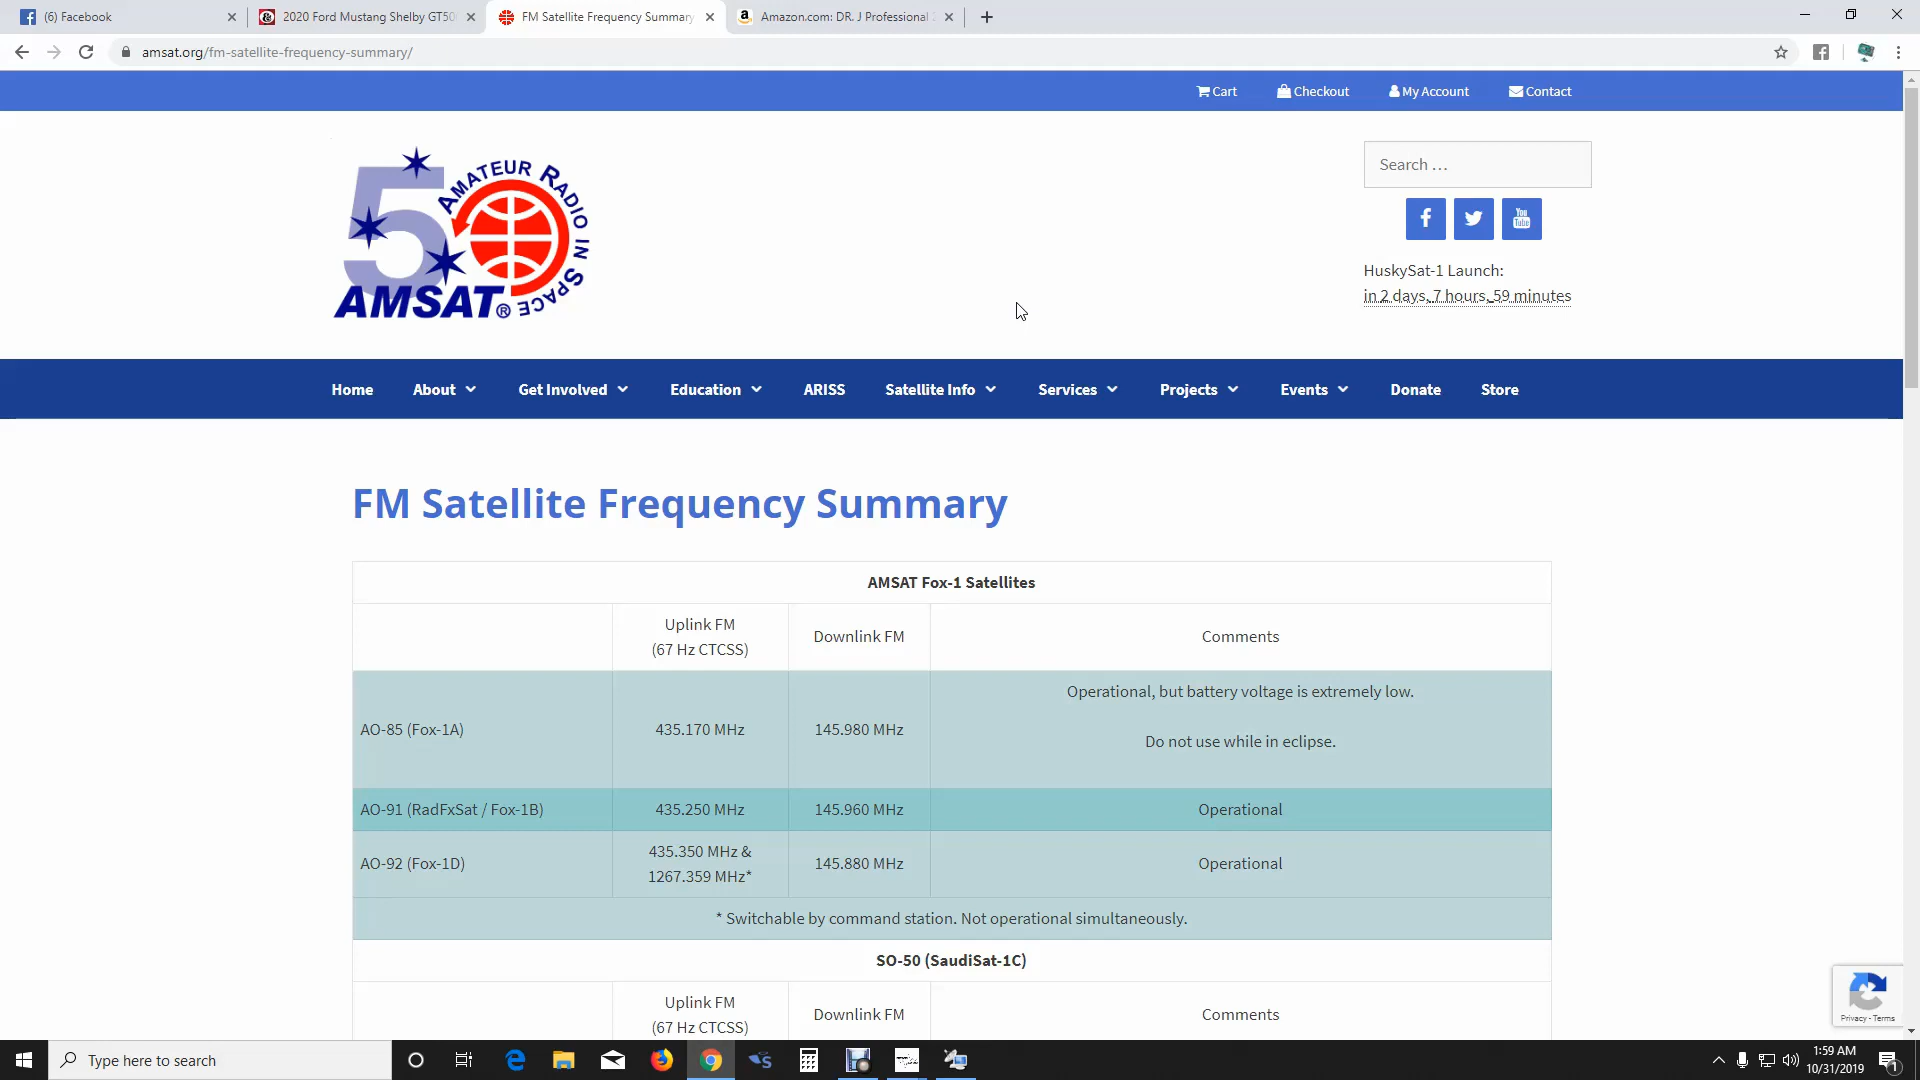 (6) Facebook
2020 Ford Mustang Shelby GT50
FM Satellite Frequency Summary
Amazon.com: DR. J Professional
amsat.org/fm-satellite-frequency-summary/
Cart
Checkout
My Account
Contact
50
AMATEUR RADIO IN SPACE
AMSAT®
Search …
You
Tube
HuskySat-1 Launch:
in 2 days, 7 hours, 59 minutes
Home
About
Get Involved
Education
ARISS
Satellite Info
Services
Projects
Events
Donate
Store
FM Satellite Frequency Summary
AMSAT Fox-1 Satellites
Uplink FM
(67 Hz CTCSS)
Downlink FM
Comments
AO-85 (Fox-1A)
435.170 MHz
145.980 MHz
Operational, but battery voltage is extremely low.
Do not use while in eclipse.
AO-91 (RadFxSat / Fox-1B)
435.250 MHz
145.960 MHz
Operational
AO-92 (Fox-1D)
435.350 MHz &
1267.359 MHz*
145.880 MHz
Operational
* Switchable by command station. Not operational simultaneously.
SO-50 (SaudiSat-1C)
Uplink FM
(67 Hz CTCSS)
Downlink FM
Comments
Privacy - Terms
Type here to search
1:59 AM
10/31/2019
1